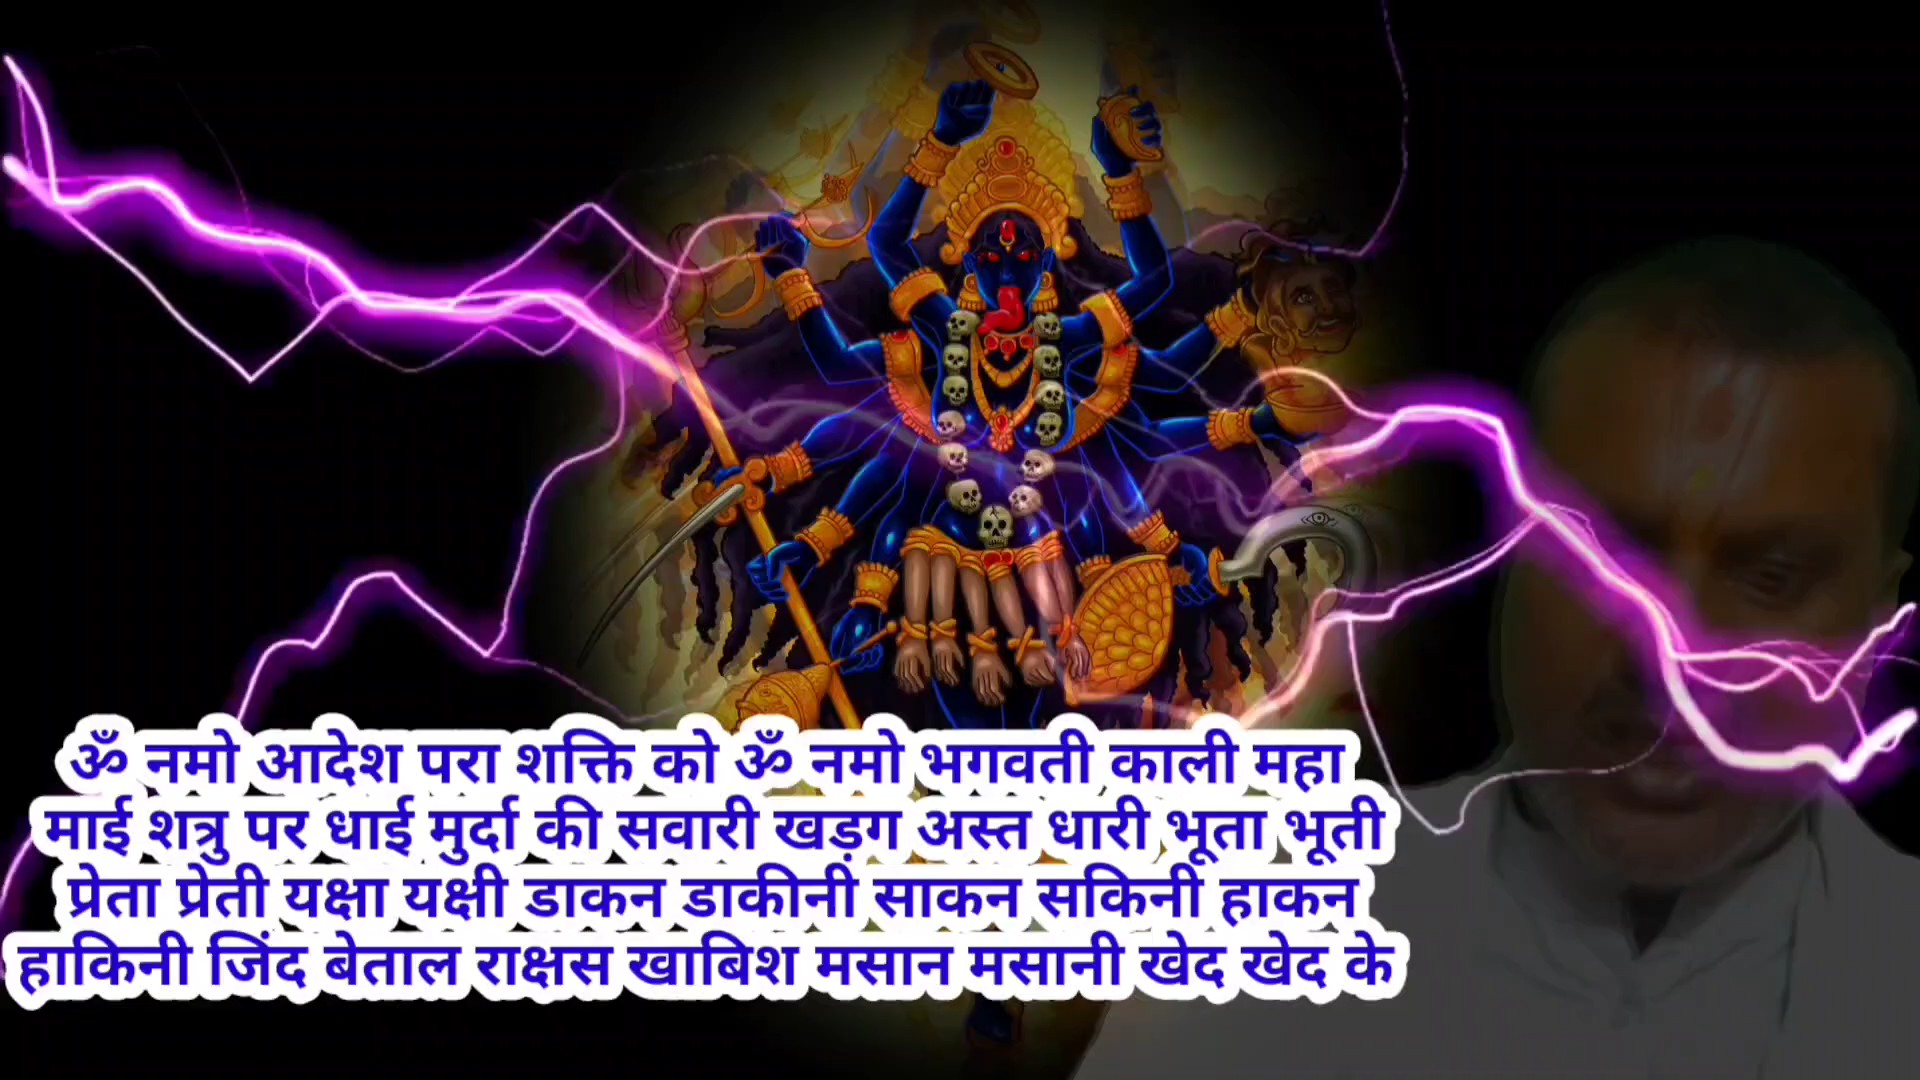 ॐ नमो आदेश परा शक्ति को ॐ नमो भगवती काली महा
माई शत्रु पर धाई मुर्दा की सवारी खड़ग अस्त धारी भूता भूती
प्रेता प्रेती यक्षा यक्षी डाकन डाकीनी साकन सकिनी हाकन
हाकिनी जिंद बेताल राक्षस खाबिश मसान मसानी खेद खेद के